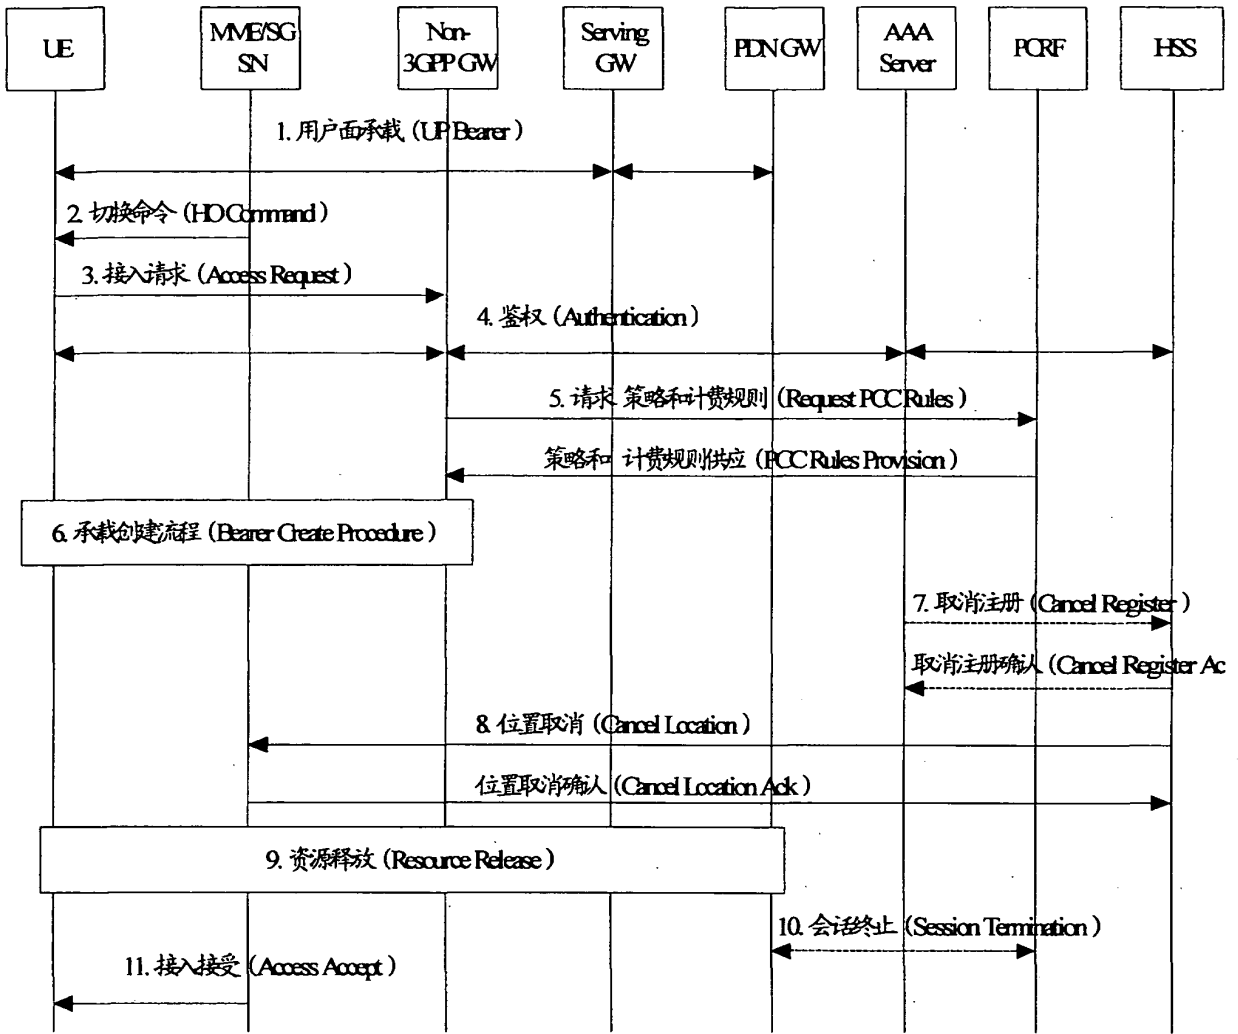 UE
MME/SG
SN
Non-
3GPP GW
Serving
GW
PDN GW
AAA
Server
PCRF
HSS
1. 用户面承载 (UP Bearer)
2. 切换命令 (HO Command)
3. 接入请求 (Access Request)
4. 鉴权 (Authentication)
5. 请求 策略和计费规则 (Request PCC Rules)
策略和 计费规则供应 (PCC Rules Provision)
6. 承载创建流程 (Bearer Create Procedure)
7. 取消注册 (Cancel Register)
取消注册确认 (Cancel Register Ac
8. 位置取消 (Cancel Location)
位置取消确认 (Cancel Location Ack)
9. 资源释放 (Resource Release)
10. 会话终止 (Session Termination)
11. 接入接受 (Access Accept)